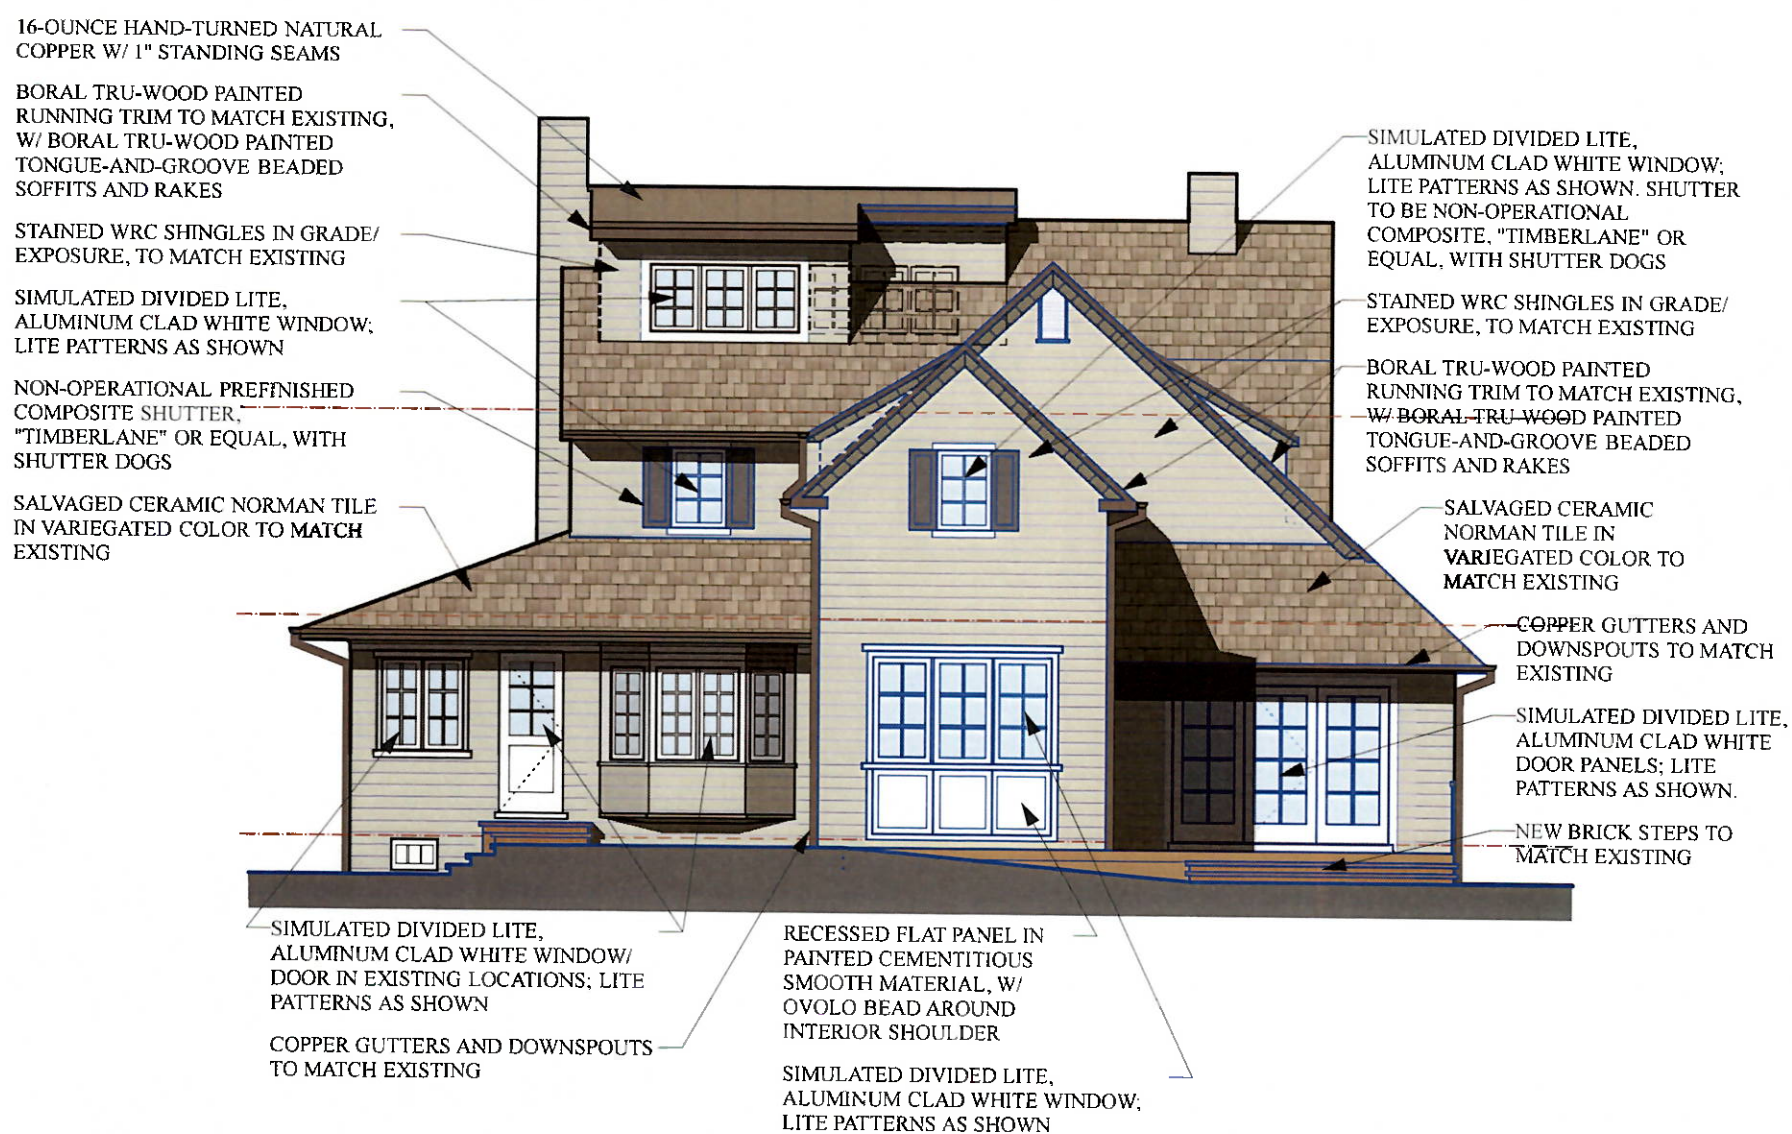 16-OUNCE HAND-TURNED NATURAL
COPPER W/ 1" STANDING SEAMS
BORAL TRU-WOOD PAINTED
RUNNING TRIM TO MATCH EXISTING,
W/ BORAL TRU-WOOD PAINTED
TONGUE-AND-GROOVE BEADED
SOFFITS AND RAKES
STAINED WRC SHINGLES IN GRADE/
EXPOSURE, TO MATCH EXISTING
SIMULATED DIVIDED LITE,
ALUMINUM CLAD WHITE WINDOW;
LITE PATTERNS AS SHOWN
NON-OPERATIONAL PREFINISHED
COMPOSITE SHUTTER,
"TIMBERLANE" OR EQUAL, WITH
SHUTTER DOGS
SALVAGED CERAMIC NORMAN TILE
IN VARIEGATED COLOR TO MATCH
EXISTING
SIMULATED DIVIDED LITE,
ALUMINUM CLAD WHITE WINDOW;
LITE PATTERNS AS SHOWN. SHUTTER
TO BE NON-OPERATIONAL
COMPOSITE, "TIMBERLANE" OR
EQUAL, WITH SHUTTER DOGS
STAINED WRC SHINGLES IN GRADE/
EXPOSURE, TO MATCH EXISTING
BORAL TRU-WOOD PAINTED
RUNNING TRIM TO MATCH EXISTING,
W/ BORAL TRU-WOOD PAINTED
TONGUE-AND-GROOVE BEADED
SOFFITS AND RAKES
SALVAGED CERAMIC
NORMAN TILE IN
VARIEGATED COLOR TO
MATCH EXISTING
COPPER GUTTERS AND
DOWNSPOUTS TO MATCH
EXISTING
SIMULATED DIVIDED LITE,
ALUMINUM CLAD WHITE
DOOR PANELS; LITE
PATTERNS AS SHOWN.
NEW BRICK STEPS TO
MATCH EXISTING
SIMULATED DIVIDED LITE,
ALUMINUM CLAD WHITE WINDOW/
DOOR IN EXISTING LOCATIONS; LITE
PATTERNS AS SHOWN
COPPER GUTTERS AND DOWNSPOUTS
TO MATCH EXISTING
RECESSED FLAT PANEL IN
PAINTED CEMENTITIOUS
SMOOTH MATERIAL, W/
OVOLO BEAD AROUND
INTERIOR SHOULDER
SIMULATED DIVIDED LITE,
ALUMINUM CLAD WHITE WINDOW;
LITE PATTERNS AS SHOWN